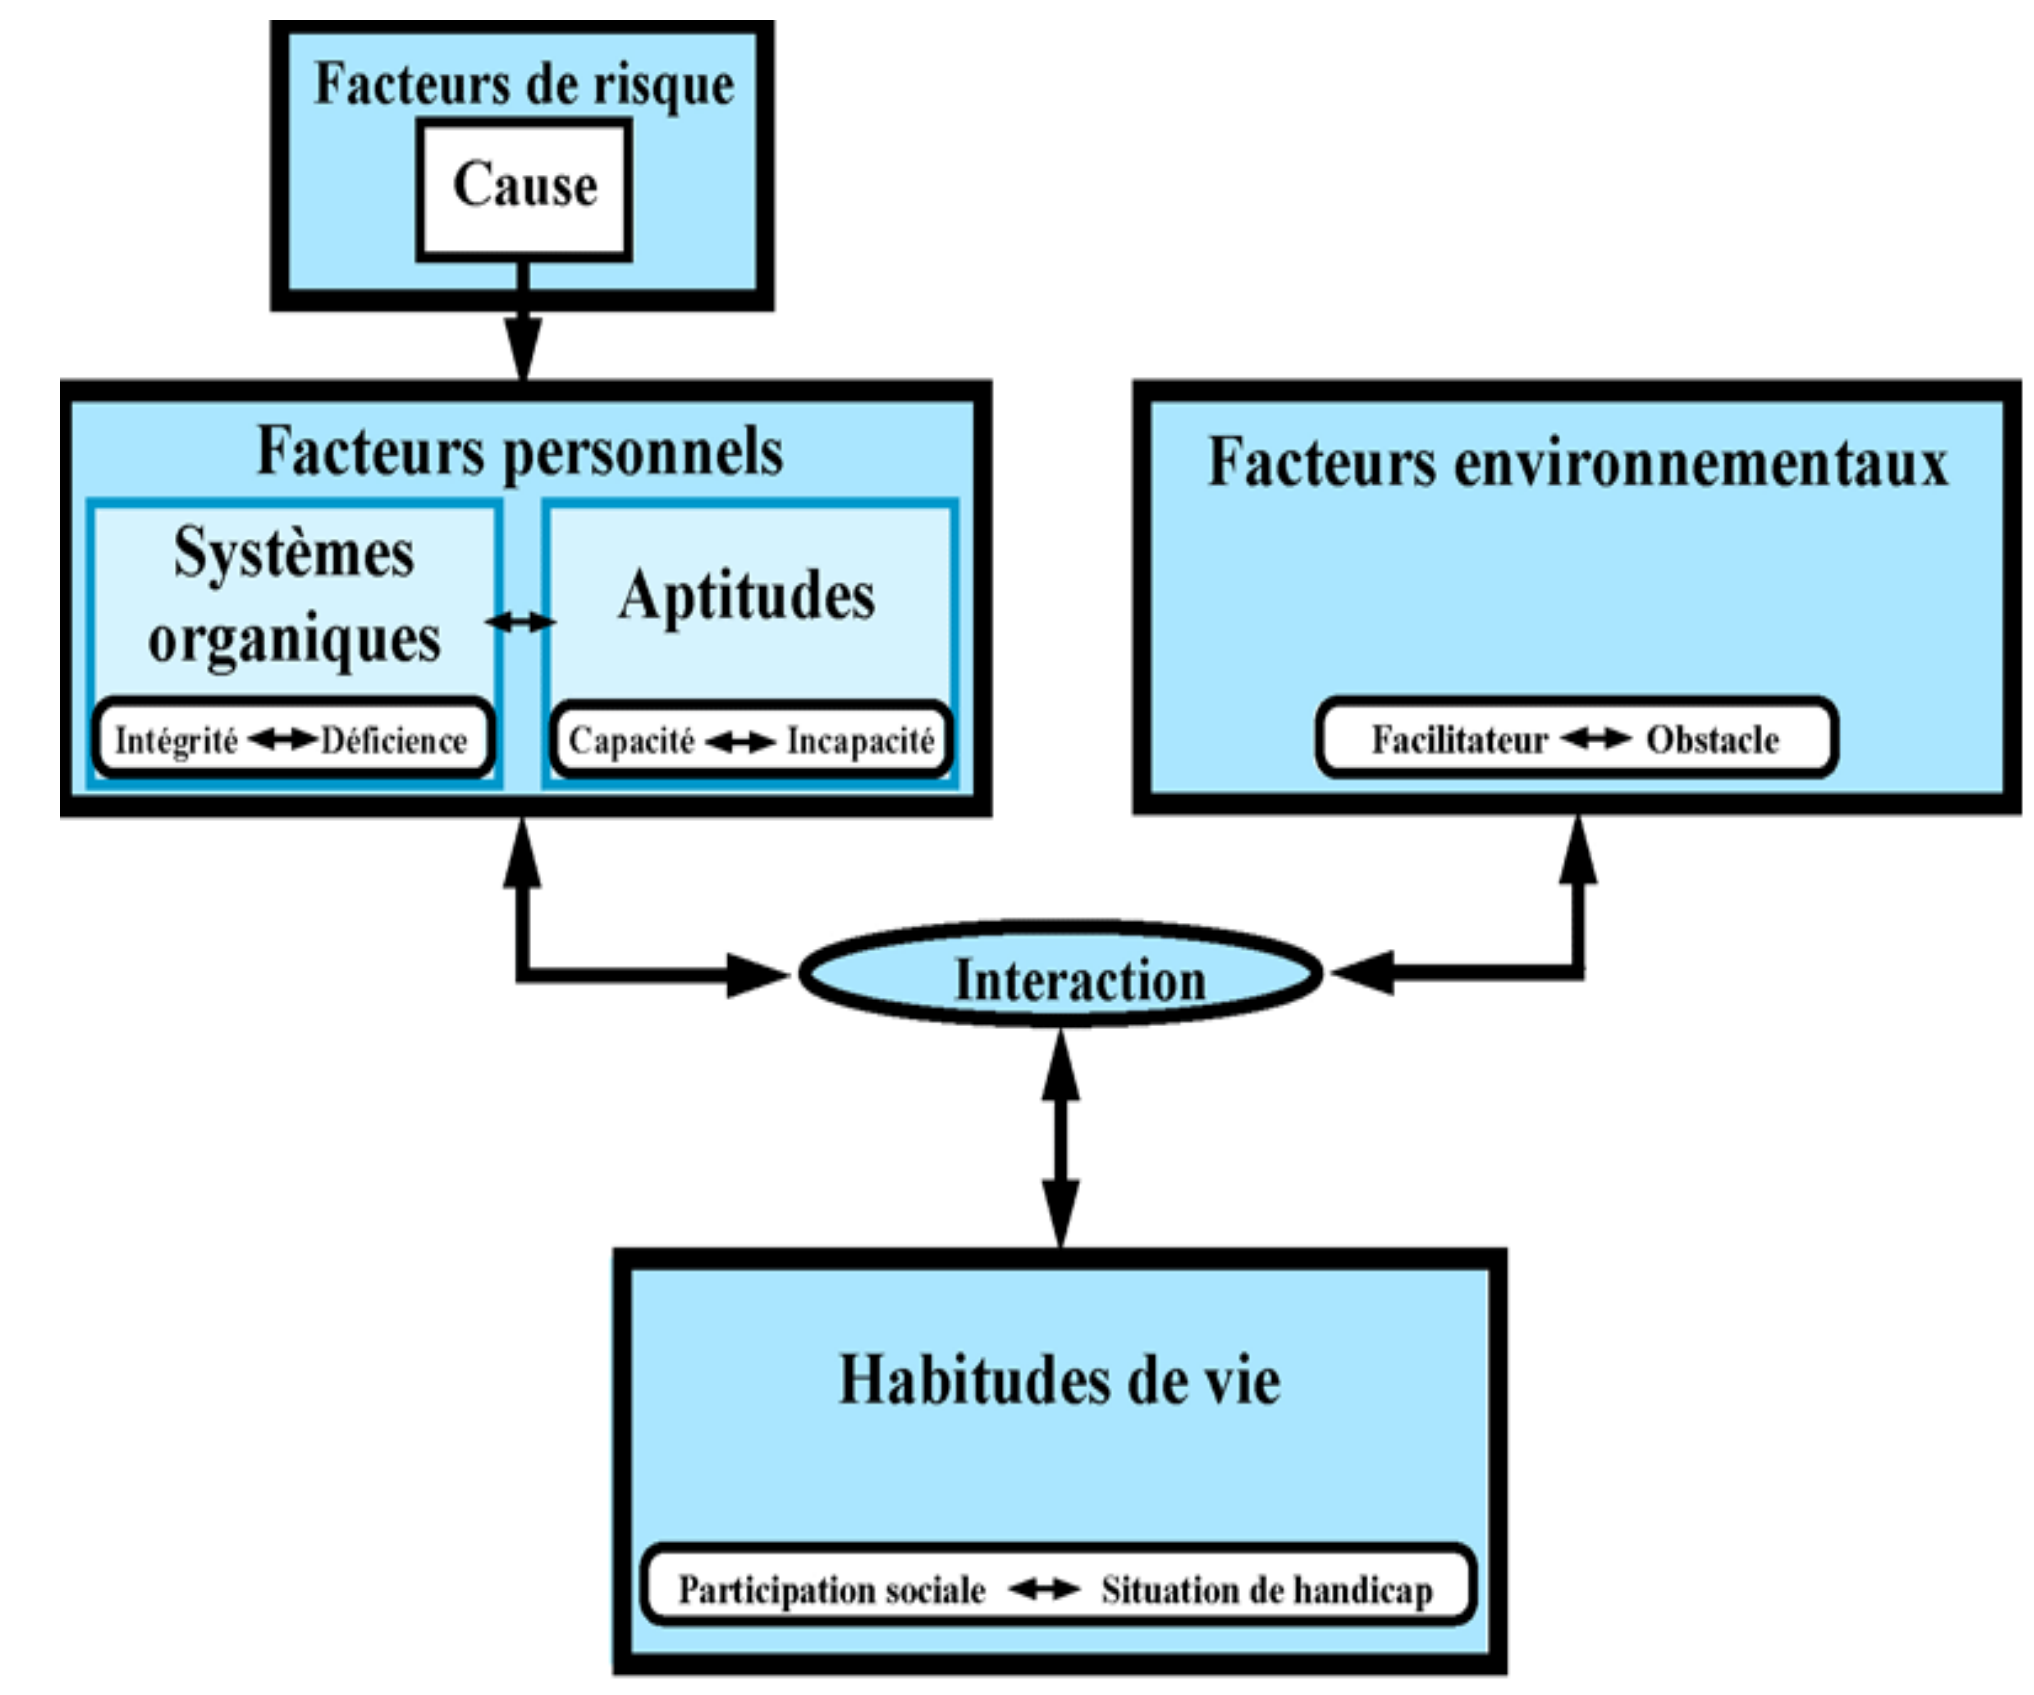 Facteurs de risque
Cause
Facteurs personnels
Systèmes
organiques
Intégrité Déficience
Aptitudes
Capacité Incapacité
Facteurs environnementaux
Facilitateur Obstacle
Interaction
Habitudes de vie
Participation sociale Situation de handicap